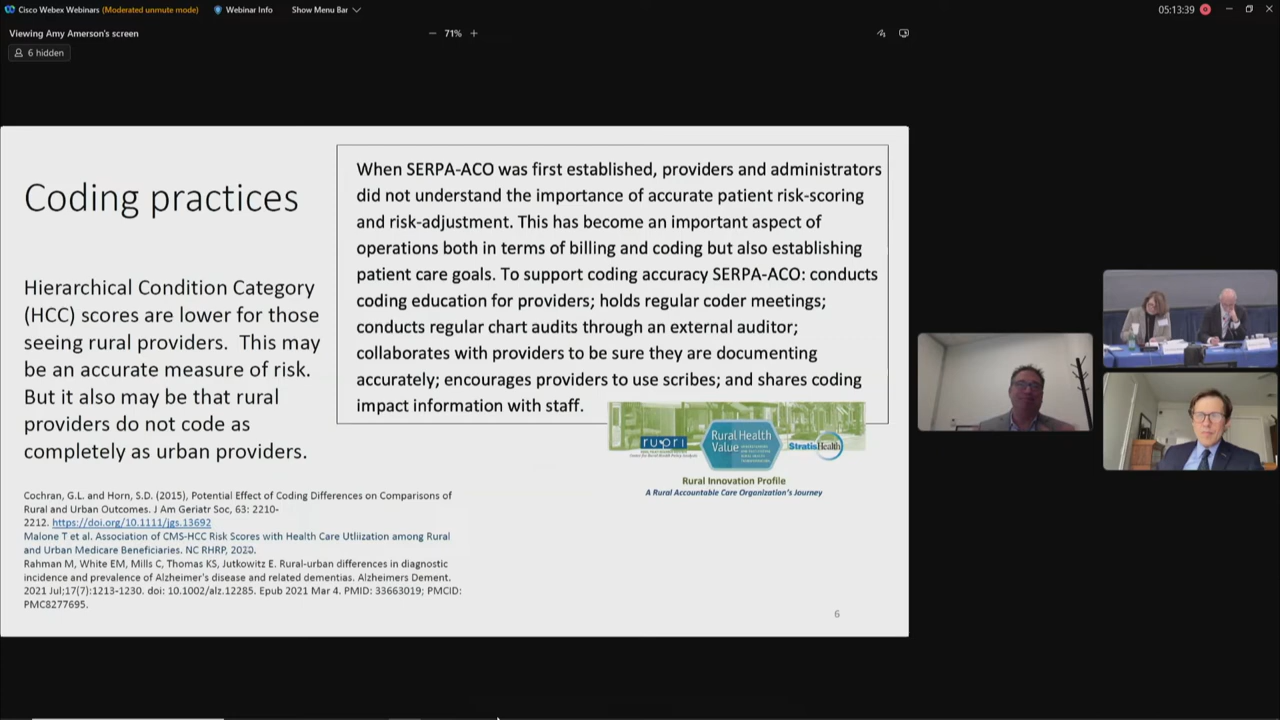 Cisco Webex Webinars (Moderated unmute mode)
Webinar Info
Show Menu Bar
05:13:39
Viewing Amy Amerson's screen
71%
6 hidden
Coding practices
Hierarchical Condition Category
(HCC) scores are lower for those
seeing rural providers. This may
be an accurate measure of risk.
But it also may be that rural
providers do not code as
completely as urban providers.
When SERPA-ACO was first established, providers and administrators
did not understand the importance of accurate patient risk-scoring
and risk-adjustment. This has become an important aspect of
operations both in terms of billing and coding but also establishing
patient care goals. To support coding accuracy SERPA-ACO: conducts
coding education for providers; holds regular coder meetings;
conducts regular chart audits through an external auditor;
collaborates with providers to be sure they are documenting
accurately; encourages providers to use scribes; and shares coding
impact information with staff.
rupri
Rural Health
Value
StratisHealth
Rural Innovation Profile
A Rural Accountable Care Organization's Journey
Cochran, G.L. and Horn, S.D. (2015), Potential Effect of Coding Differences on Comparisons of
Rural and Urban Outcomes. J Am Geriatr Soc, 63: 2210-
2212. https://doi.org/10.1111/jgs.13692
Malone T et al. Association of CMS-HCC Risk Scores with Health Care Utliization among Rural
and Urban Medicare Beneficiaries. NC RHRP, 2020.
Rahman M, White EM, Mills C, Thomas KS, Jutkowitz E. Rural-urban differences in diagnostic
incidence and prevalence of Alzheimer's disease and related dementias. Alzheimers Dement.
2021 Jul;17(7):1213-1230. doi: 10.1002/alz.12285. Epub 2021 Mar 4. PMID: 33663019; PMCID:
PMC8277695.
6